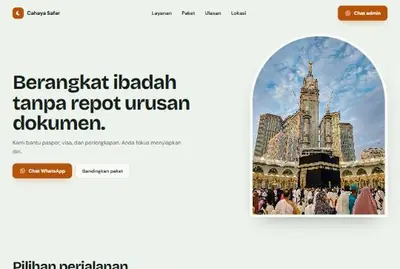 Cahaya Safar
Layanan
Paket
Ulasan
Lokasi
Chat admin
Berangkat ibadah
tanpa repot urusan
dokumen.
Kami bantu paspor, visa, dan perlengkapan. Anda fokus menyiapkan
diri.
Chat WhatsApp
Bandingkan paket
Pilihan perjalanan